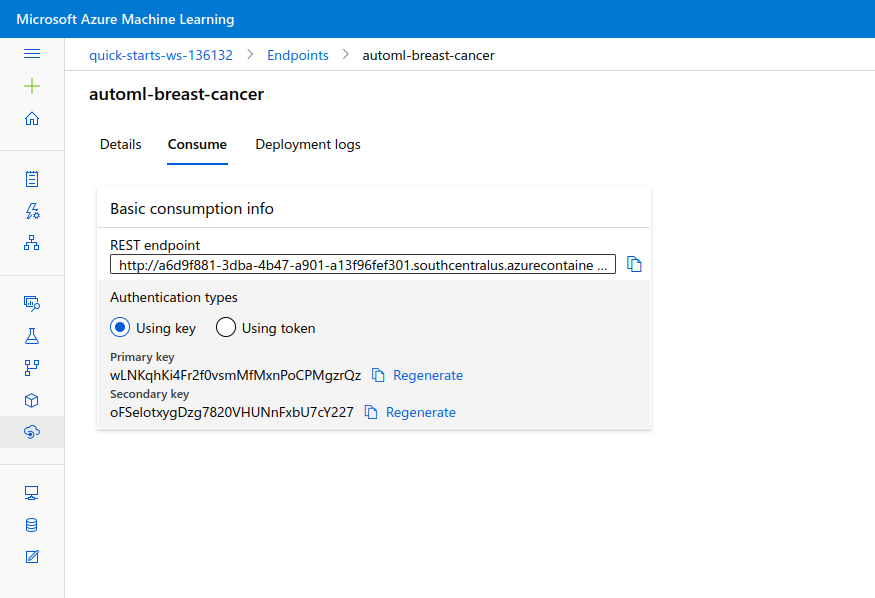 Microsoft Azure Machine Learning
quick-starts-ws-136132 > Endpoints > automl-breast-cancer
automl-breast-cancer
Details Consume Deployment logs
Basic consumption info
REST endpoint
http://a6d9f881-3dba-4b47-a901-a13f96fef301.southcentralus.azurecontaine ...
Authentication types
Using key Using token
Primary key
wLNKqhKi4Fr2f0vsmMfMxnPoCPMgzrQz Regenerate
Secondary key
oFSelotxygDzg7820VHUNnFxbU7cY227 Regenerate